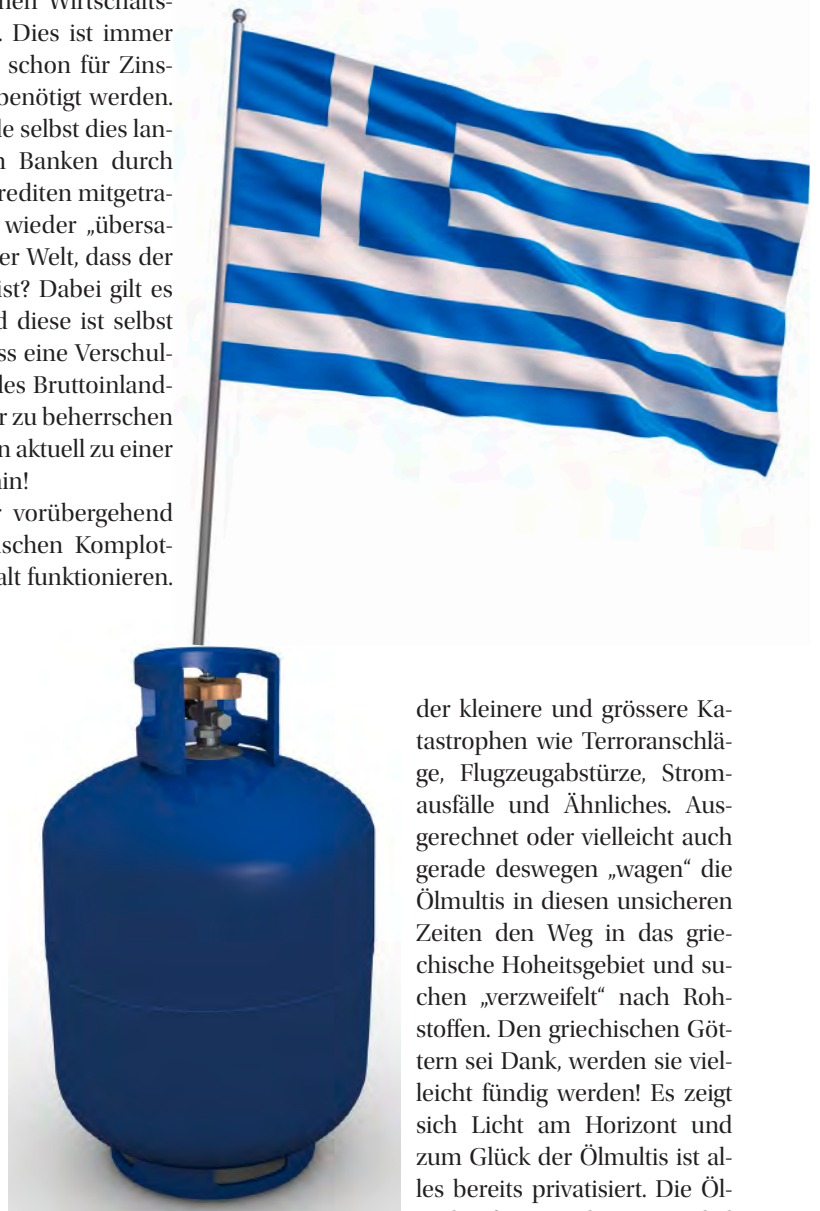 nen Wirtschafts-
. Dies ist immer
schon für Zins-
benötigt werden.
le selbst dies lan-
n Banken durch
rediten mitgetra-
wieder „übersa-
er Welt, dass der
ist? Dabei gilt es
d diese ist selbst
ss eine Verschul-
des Bruttoinland-
r zu beherrschen
n aktuell zu einer
in!
r vorübergehend
schen Komplot-
alt funktionieren.
der kleinere und grössere Ka-
tastrophen wie Terroranschlä-
ge, Flugzeugabstürze, Strom-
ausfälle und Ähnliches. Aus-
gerechnet oder vielleicht auch
gerade deswegen „wagen“ die
Ölmultis in diesen unsicheren
Zeiten den Weg in das grie-
chische Hoheitsgebiet und su-
chen „verzweifelt“ nach Roh-
stoffen. Den griechischen Göt-
tern sei Dank, werden sie viel-
leicht fündig werden! Es zeigt
sich Licht am Horizont und
zum Glück der Ölmultis ist al-
les bereits privatisiert. Die Öl-